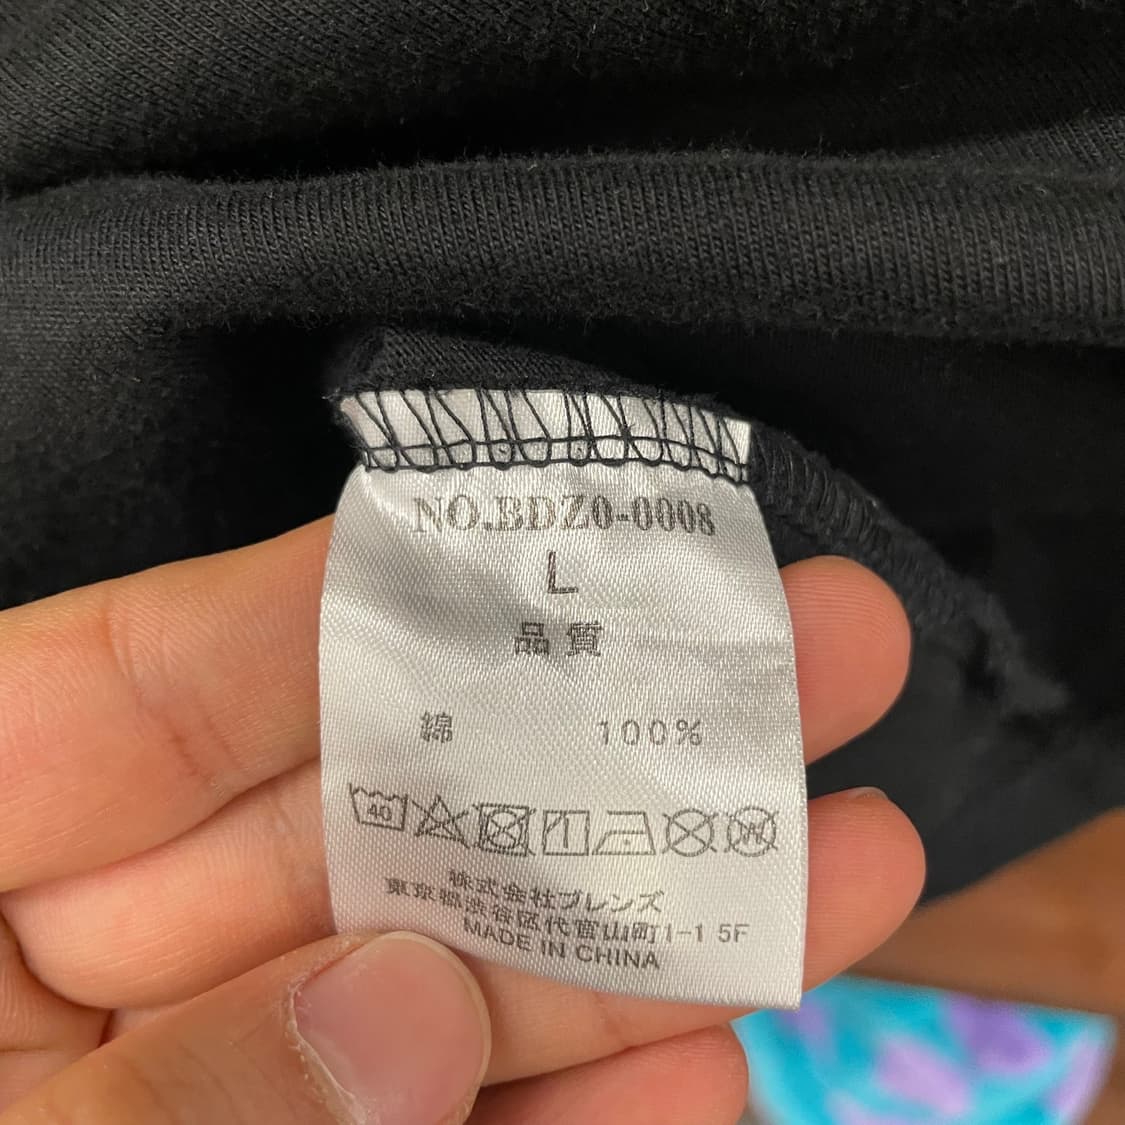 NO.BDZ0-0008
L
品質
綿 100%
40 W
株式会社ブレンズ
東京都渋谷区代官山町1-1 5F
MADE IN CHINA